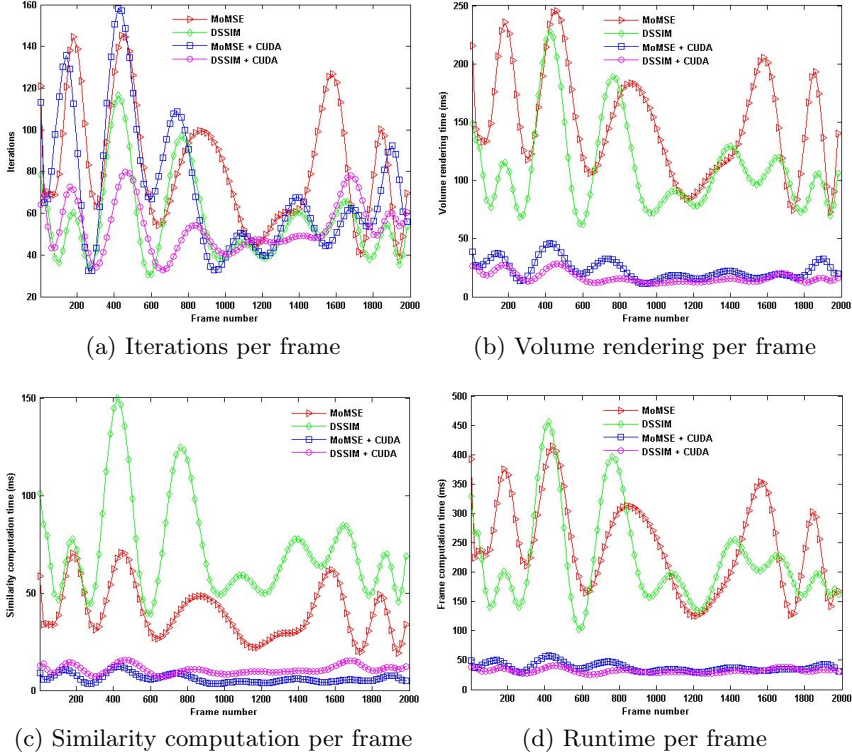 160
140
120
100
80
60
40
20
Iterations
MoMSE
DSSIM
MoMSE + CUDA
DSSIM + CUDA
200 400 600 800 1000 1200 1400 1600 1800 2000
Frame number
(a) Iterations per frame
250
200
150
100
50
0
Volume rendering time (ms)
MoMSE
DSSIM
MoMSE + CUDA
DSSIM + CUDA
200 400 600 800 1000 1200 1400 1600 1800 2000
Frame number
(b) Volume rendering per frame
150
100
50
0
Similarity computation time (ms)
MoMSE
DSSIM
MoMSE + CUDA
DSSIM + CUDA
200 400 600 800 1000 1200 1400 1600 1800 2000
Frame number
(c) Similarity computation per frame
500
450
400
350
300
250
200
150
100
50
0
Frame computation time (ms)
MoMSE
DSSIM
MoMSE + CUDA
DSSIM + CUDA
200 400 600 800 1000 1200 1400 1600 1800 2000
Frame number
(d) Runtime per frame